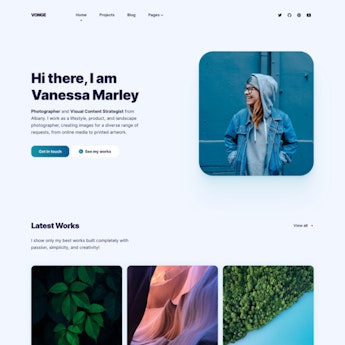 VONGE
Home
Projects
Blog
Pages
Hi there, I am
Vanessa Marley
Photographer and Visual Content Strategist from
Albany. I work as a lifestyle, product, and landscape
photographer, creating images for a diverse range of
requests, from online media to printed artwork.
Get in touch
See my works
Latest Works
View all
I show only my best works built completely with
passion, simplicity, and creativity!